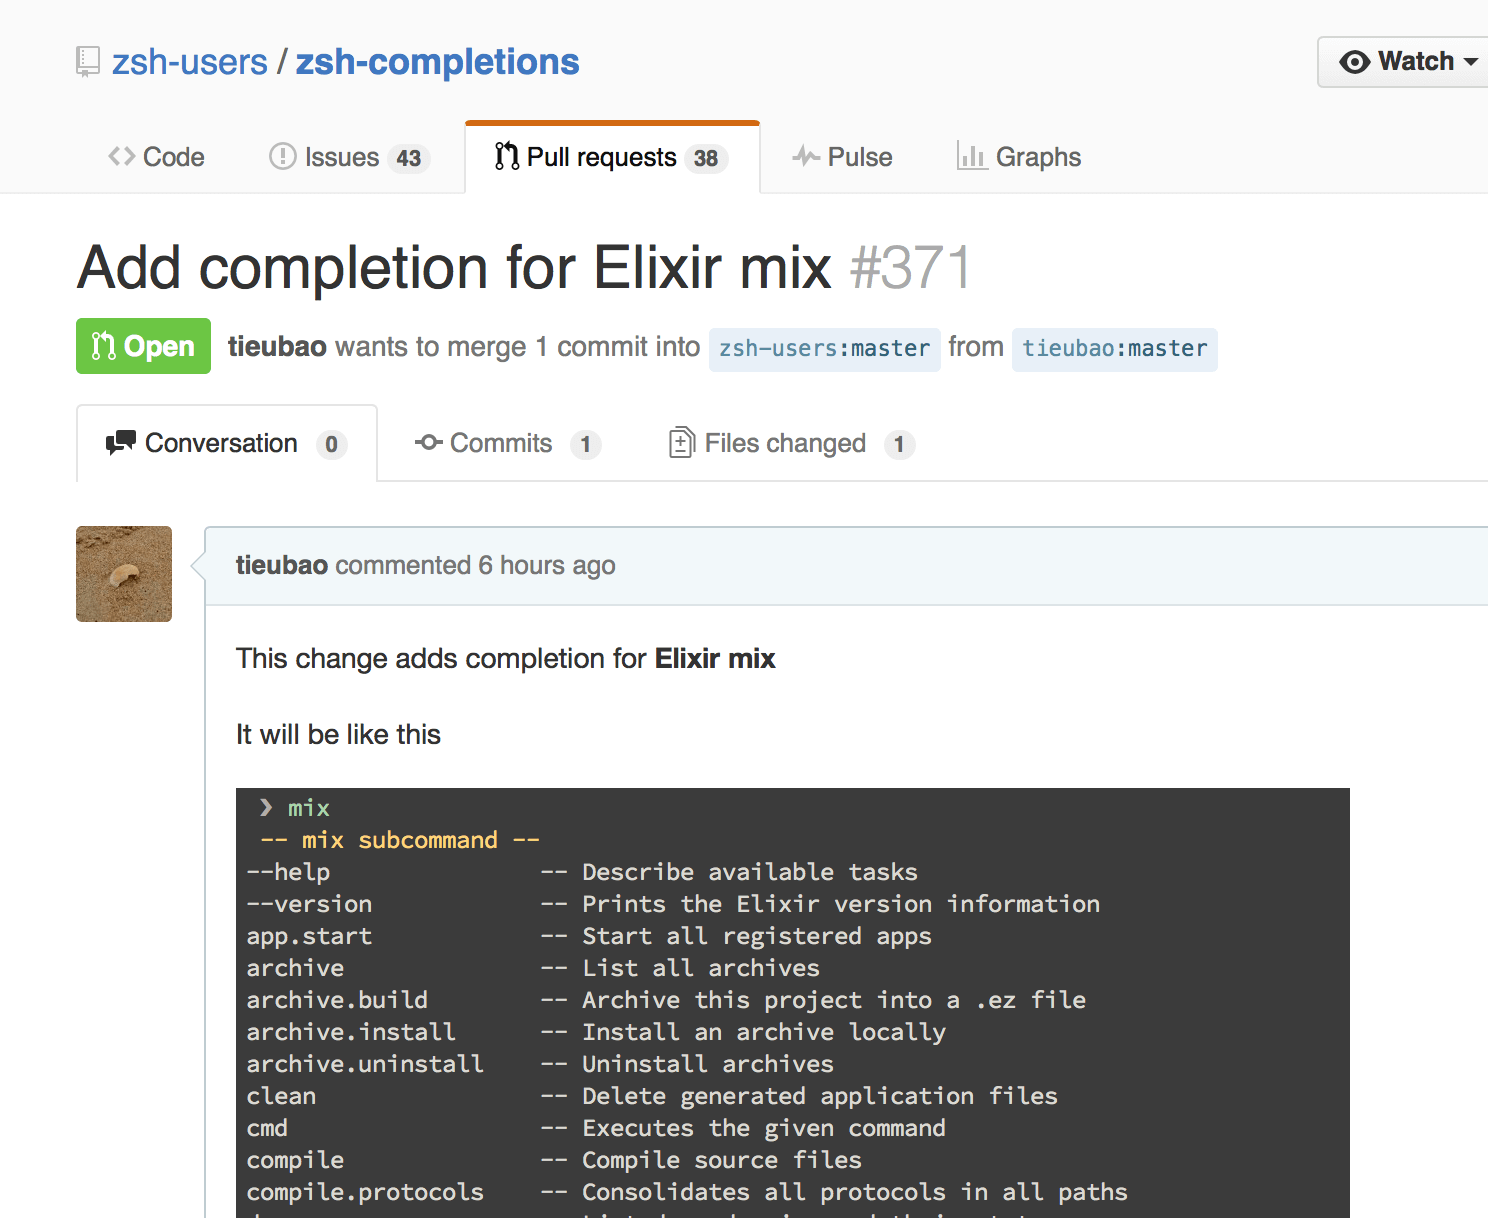 zsh-users / zsh-completions
Watch
Code
Issues 43
Pull requests 38
Pulse
Graphs
Add completion for Elixir mix #371
Open tieubao wants to merge 1 commit into zsh-users:master from tieubao:master
Conversation 0
Commits 1
Files changed 1
tieubao commented 6 hours ago
This change adds completion for Elixir mix
It will be like this
❯ mix
-- mix subcommand --
--help -- Describe available tasks
--version -- Prints the Elixir version information
app.start -- Start all registered apps
archive -- List all archives
archive.build -- Archive this project into a .ez file
archive.install -- Install an archive locally
archive.uninstall -- Uninstall archives
clean -- Delete generated application files
cmd -- Executes the given command
compile -- Compile source files
compile.protocols -- Consolidates all protocols in all paths